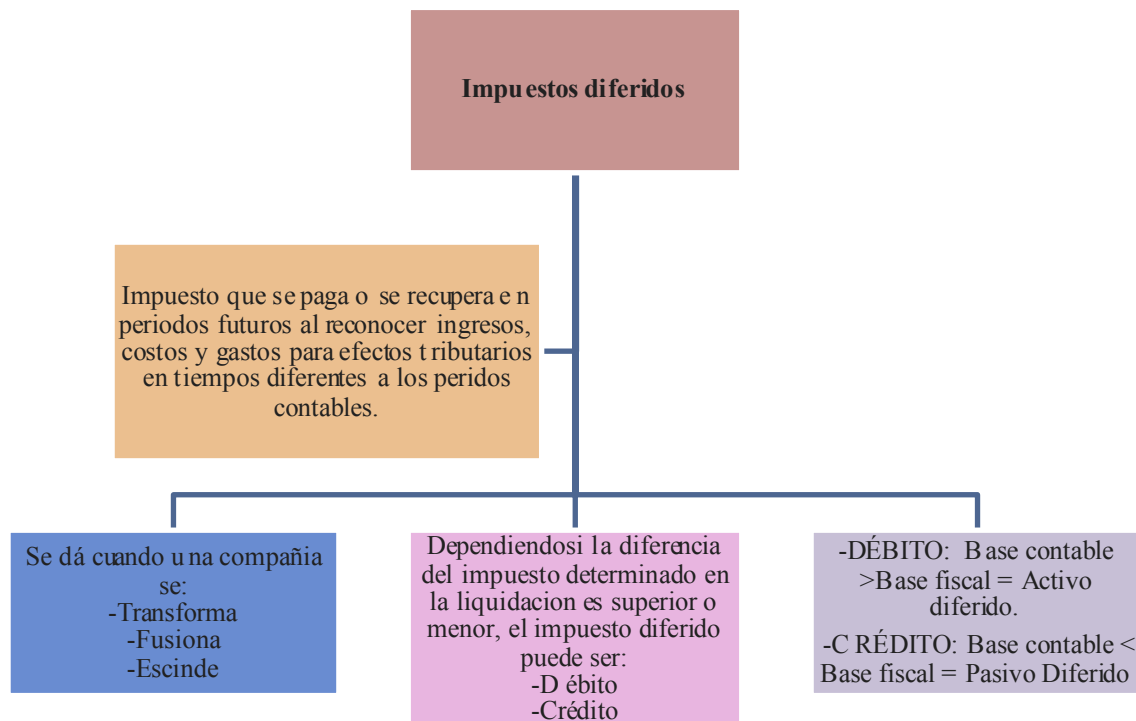 Impuestos diferidos
Impuesto que se paga o se recupera en
periodos futuros al reconocer ingresos,
costos y gastos para efectos tributarios
en tiempos diferentes a los peridos
contables.
Se dá cuando una compañia
se:
-Transforma
-Fusiona
-Escinde
Dependiendosi la diferencia
del impuesto determinado en
la liquidacion es superior o
menor, el impuesto diferido
puede ser:
-Débito
-Crédito
-DÉBITO: Base contable
>Base fiscal = Activo
diferido.
-CRÉDITO: Base contable <
Base fiscal = Pasivo Diferido